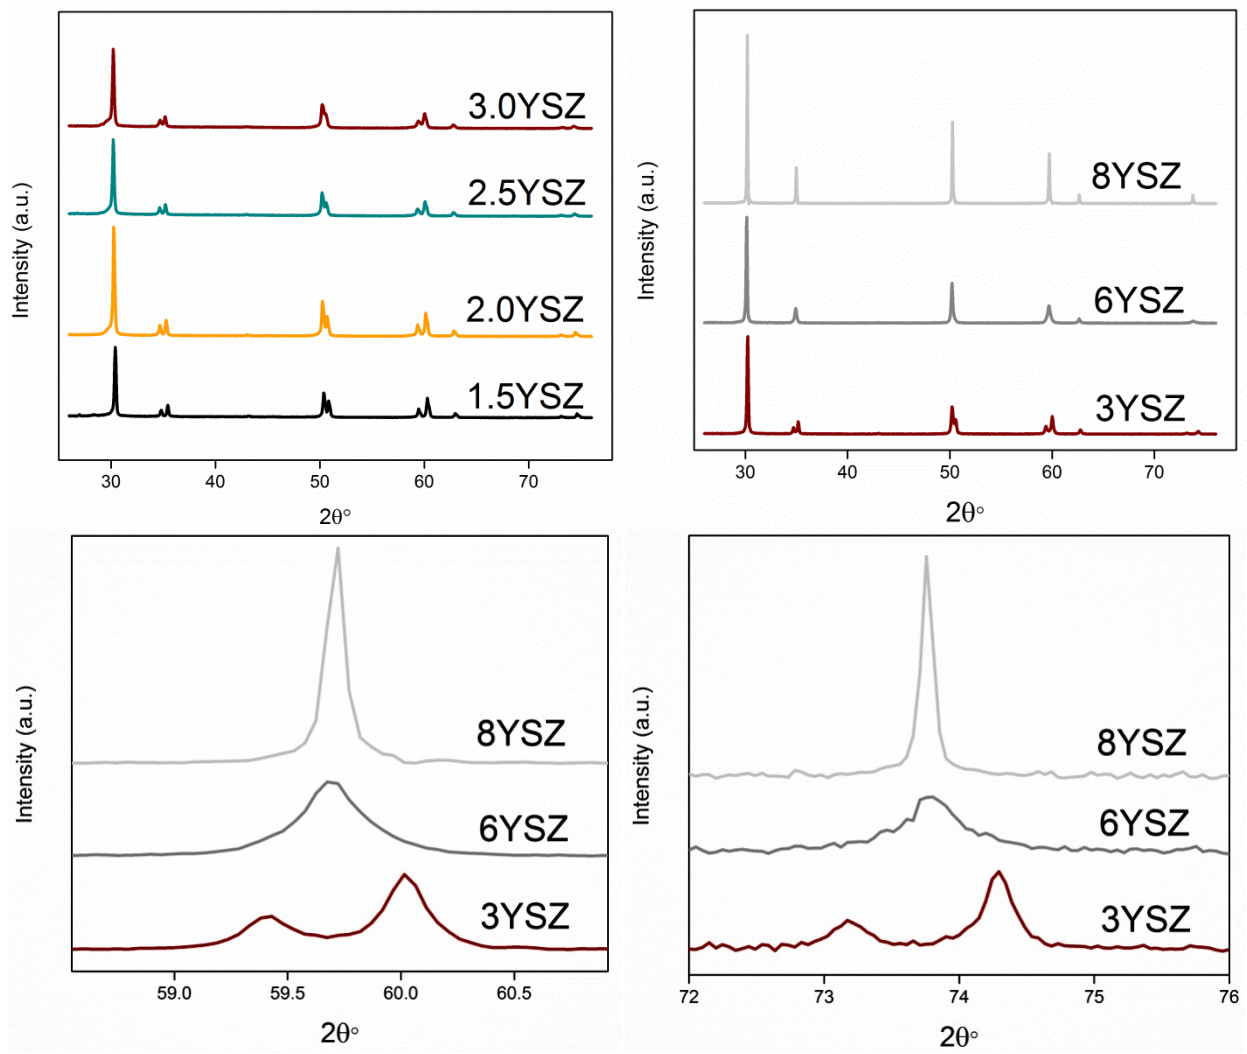 Intensity (a.u.)
3.0YSZ
2.5YSZ
2.0YSZ
1.5YSZ
30 40 50 60 70
2θ°
Intensity (a.u.)
8YSZ
6YSZ
3YSZ
30 40 50 60 70
2θ°
Intensity (a.u.)
8YSZ
6YSZ
3YSZ
59.0 59.5 60.0 60.5
2θ°
Intensity (a.u.)
8YSZ
6YSZ
3YSZ
72 73 74 75 76
2θ°